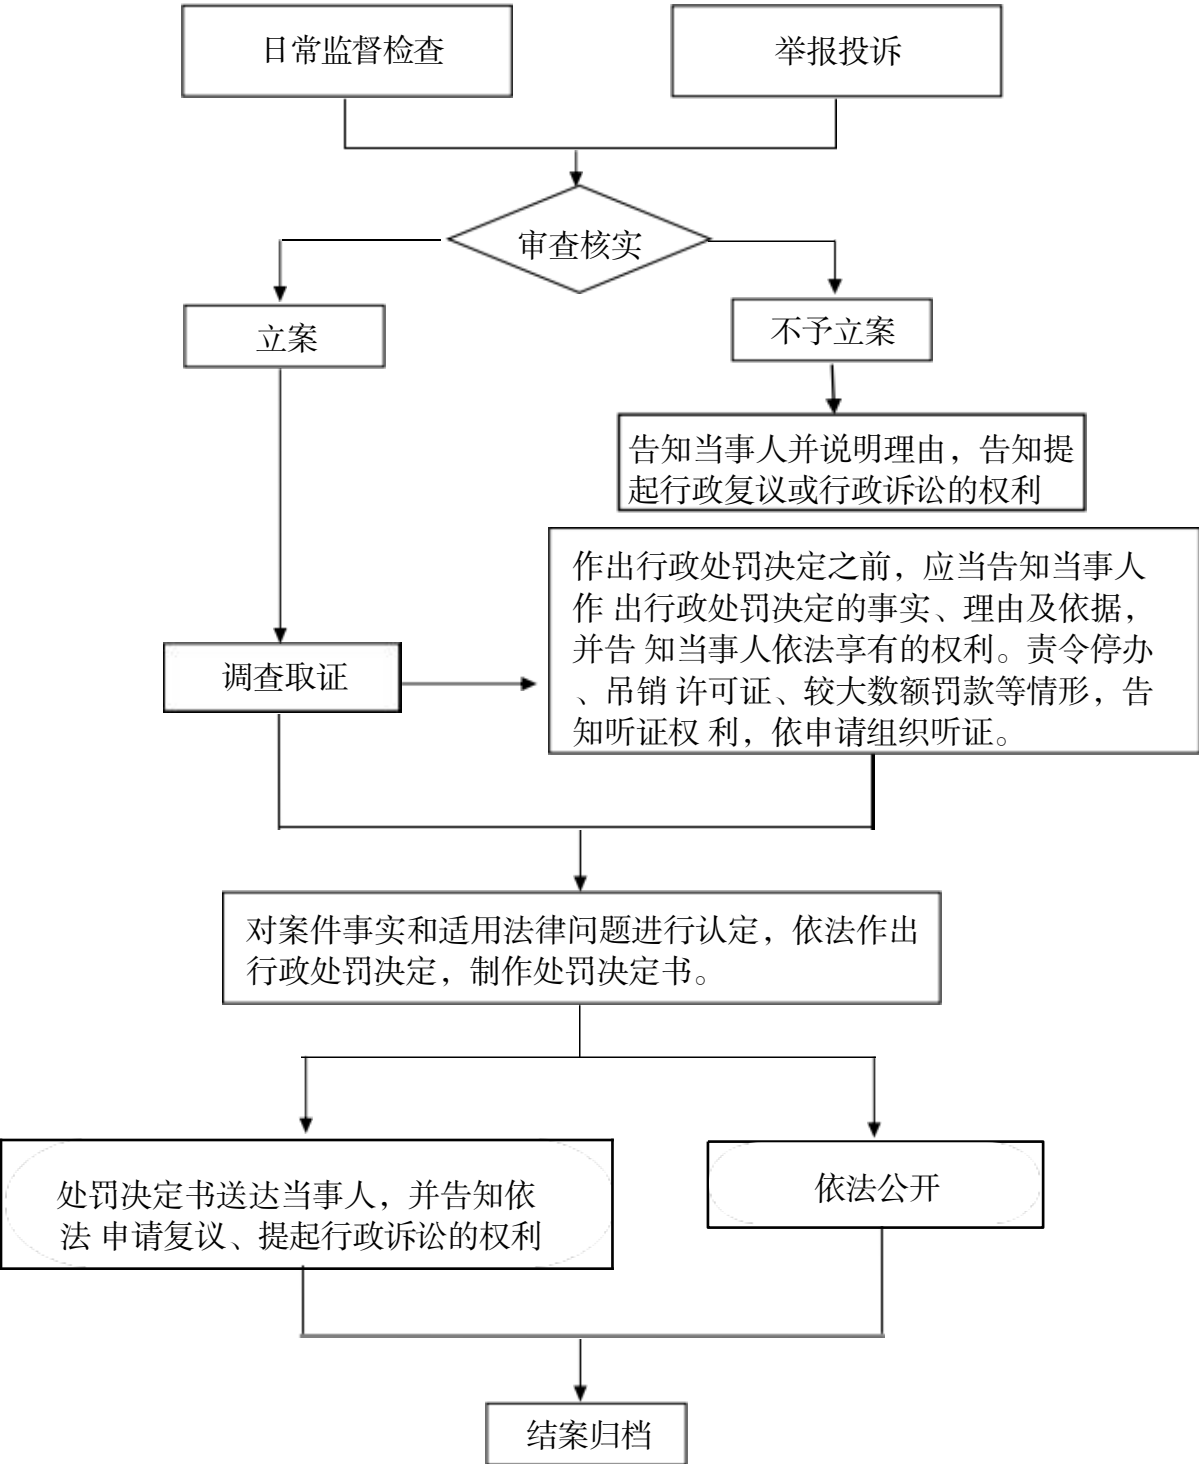 日常监督检查
举报投诉
审查核实
立案
不予立案
告知当事人并说明理由，告知提
起行政复议或行政诉讼的权利
作出行政处罚决定之前，应当告知当事人
作 出行政处罚决定的事实、理由及依据，
并告 知当事人依法享有的权利。责令停办
、吊销 许可证、较大数额罚款等情形，告
知听证权 利，依申请组织听证。
调查取证
对案件事实和适用法律问题进行认定，依法作出
行政处罚决定，制作处罚决定书。
处罚决定书送达当事人，并告知依
法 申请复议、提起行政诉讼的权利
依法公开
结案归档